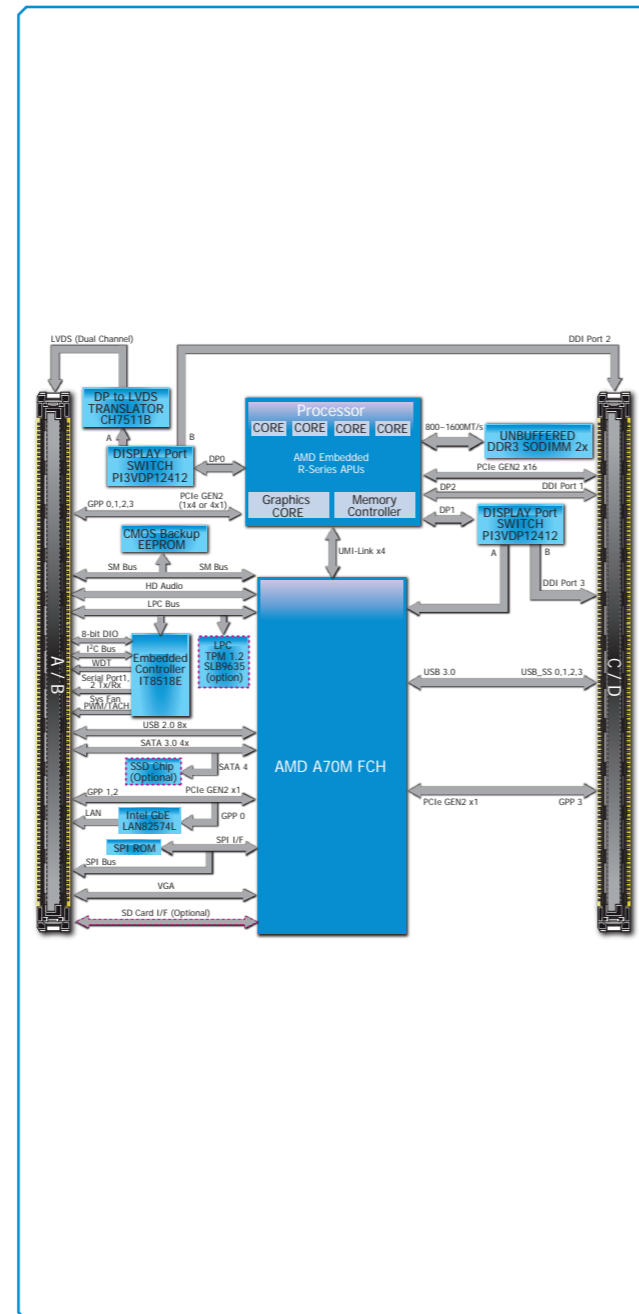 LVDS (Dual Channel)
DDI Port 2
DP to LVDS
TRANSLATOR
CH7511B
A
B
DISPLAY Port
SWITCH
PI3VDP12412
DP0
Processor
CORE CORE CORE CORE
AMD Embedded
R-Series APUs
Graphics
CORE
Memory
Controller
800~1600MT/s
UNBUFFERED
DDR3 SODIMM 2x
PCIe GEN2 x16
DP2
DDI Port 1
DP1
DISPLAY Port
SWITCH
PI3VDP12412
A
B
DDI Port 3
GPP 0,1,2,3
PCIe GEN2
(1x4 or 4x1)
CMOS Backup
EEPROM
UMI-Link x4
SM Bus
SM Bus
HD Audio
LPC Bus
8-bit DIO
I²C Bus
WDT
Serial Port1,
2 Tx/Rx
Sys Fan
PWM/TACH
Embedded
Controller
IT8518E
LPC
TPM 1.2
SLB9635
(option)
A / B
C / D
USB 3.0
USB_SS 0,1,2,3
USB 2.0 8x
SATA 3.0 4x
SSD Chip
(Optional)
SATA 4
AMD A70M FCH
GPP 1,2
PCIe GEN2 x1
PCIe GEN2 x1
GPP 3
LAN
Intel GbE
LAN82574L
GPP 0
SPI ROM
SPI I/F
SPI Bus
VGA
SD Card I/F (Optional)